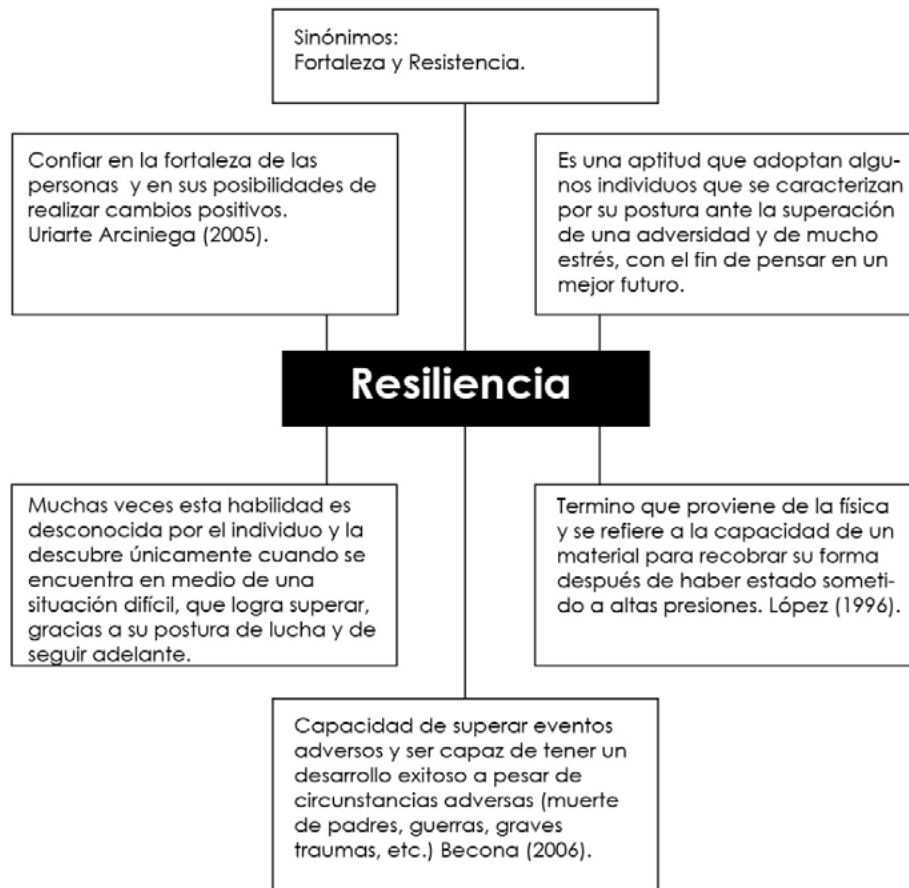 Sinónimos:
Fortaleza y Resistencia.
Confiar en la fortaleza de las
personas y en sus posibilidades de
realizar cambios positivos.
Uriarte Arciniega (2005).
Es una aptitud que adoptan algu-
nos individuos que se caracterizan
por su postura ante la superación
de una adversidad y de mucho
estrés, con el fin de pensar en un
mejor futuro.
Resiliencia
Muchas veces esta habilidad es
desconocida por el individuo y la
descubre únicamente cuando se
encuentra en medio de una
situación difícil, que logra superar,
gracias a su postura de lucha y de
seguir adelante.
Termino que proviene de la física
y se refiere a la capacidad de un
material para recobrar su forma
después de haber estado someti-
do a altas presiones. López (1996).
Capacidad de superar eventos
adversos y ser capaz de tener un
desarrollo exitoso a pesar de
circunstancias adversas (muerte
de padres, guerras, graves
traumas, etc.) Becona (2006).